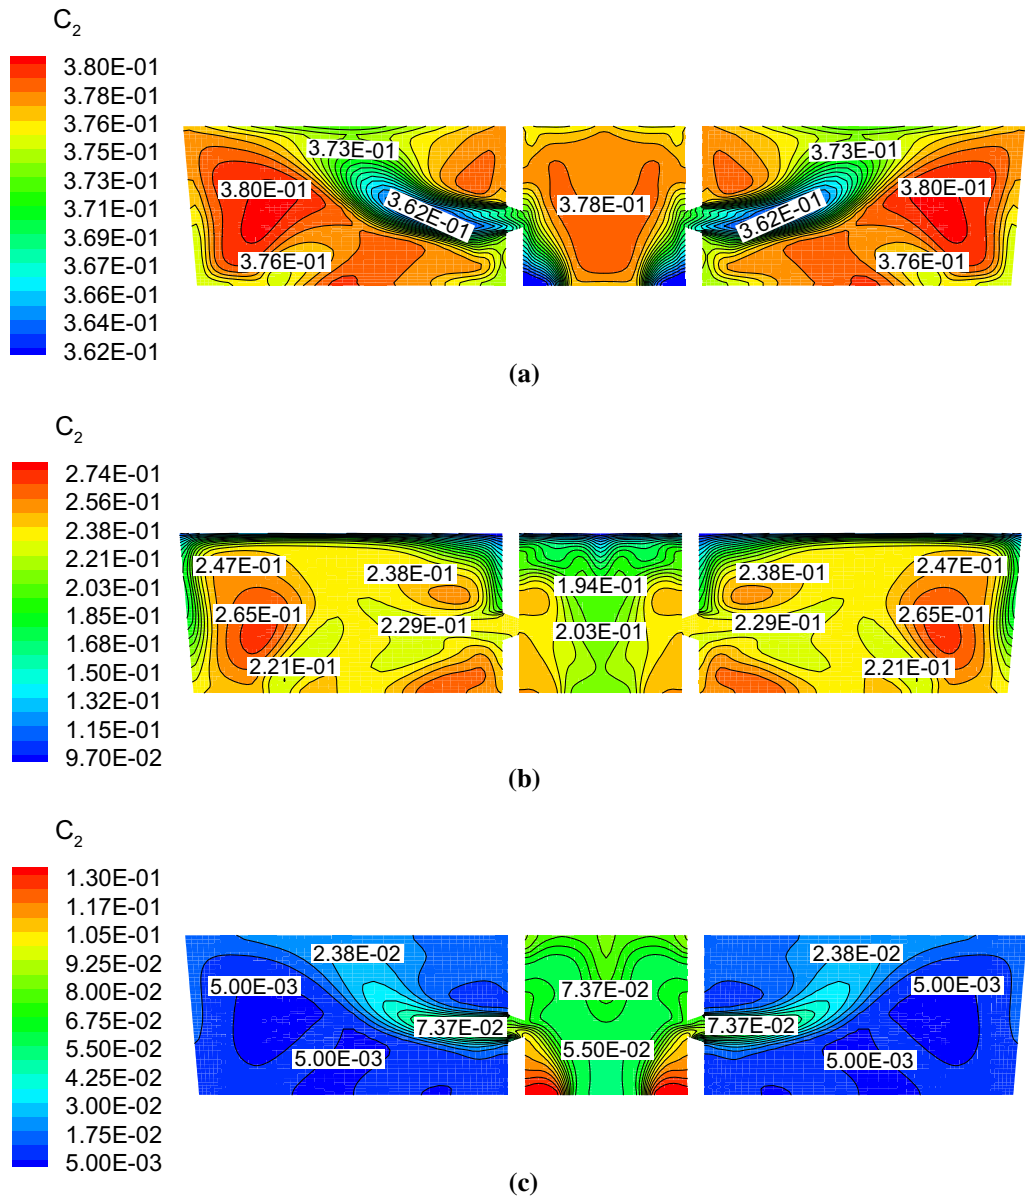 C2
3.80E-01
3.78E-01
3.76E-01
3.75E-01
3.73E-01
3.71E-01
3.69E-01
3.67E-01
3.66E-01
3.64E-01
3.62E-01
3.73E-01
3.80E-01
3.62E-01
3.76E-01
3.78E-01
3.73E-01
3.80E-01
3.62E-01
3.76E-01
(a)
C2
2.74E-01
2.56E-01
2.38E-01
2.21E-01
2.03E-01
1.85E-01
1.68E-01
1.50E-01
1.32E-01
1.15E-01
9.70E-02
2.47E-01
2.38E-01
2.65E-01
2.29E-01
2.21E-01
1.94E-01
2.03E-01
2.38E-01
2.47E-01
2.65E-01
2.29E-01
2.21E-01
(b)
C2
1.30E-01
1.17E-01
1.05E-01
9.25E-02
8.00E-02
6.75E-02
5.50E-02
4.25E-02
3.00E-02
1.75E-02
5.00E-03
2.38E-02
5.00E-03
7.37E-02
5.00E-03
7.37E-02
5.50E-02
2.38E-02
5.00E-03
7.37E-02
5.00E-03
(c)